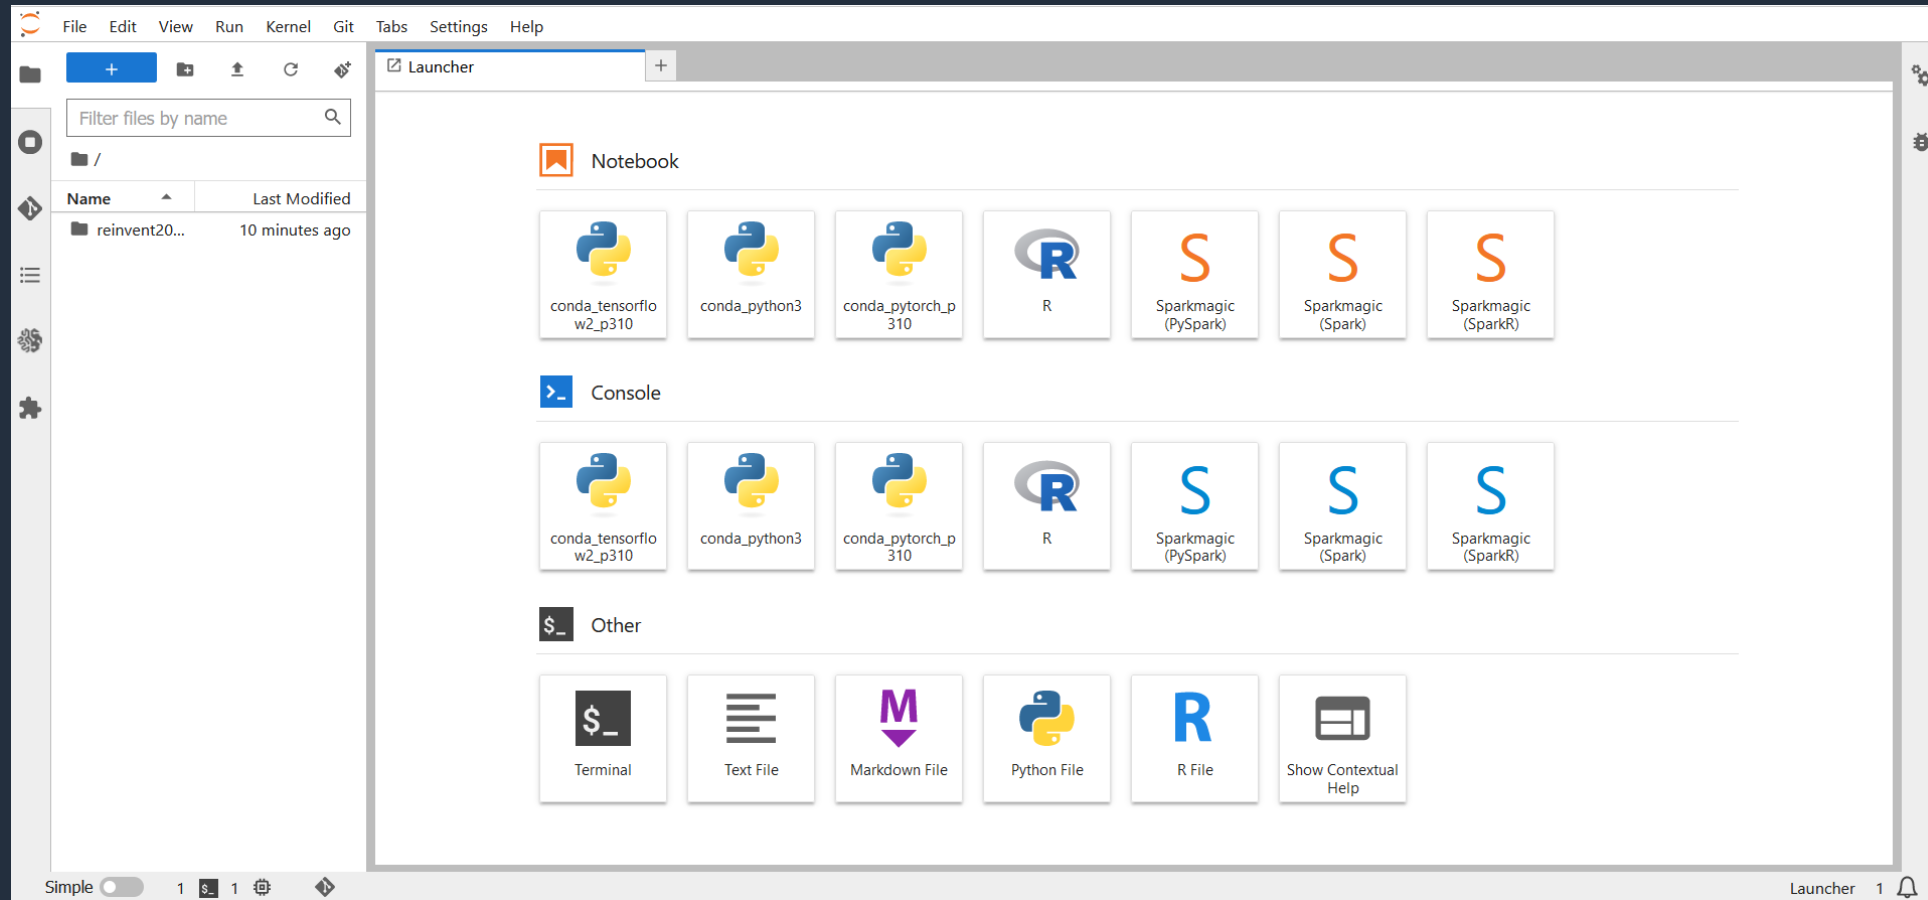 File Edit View Run Kernel Git Tabs Settings Help
+
Filter files by name
/
Name Last Modified
reinvent20... 10 minutes ago
Launcher +
Notebook
conda_tensorflo
w2_p310
conda_python3
conda_pytorch_p
310
R
Sparkmagic
(PySpark)
Sparkmagic
(Spark)
Sparkmagic
(SparkR)
Console
conda_tensorflo
w2_p310
conda_python3
conda_pytorch_p
310
R
Sparkmagic
(PySpark)
Sparkmagic
(Spark)
Sparkmagic
(SparkR)
$_ Other
$_
Terminal
Text File
M
Markdown File
Python File
R
R File
Show Contextual
Help
Simple 1 $_ 1
Launcher 1